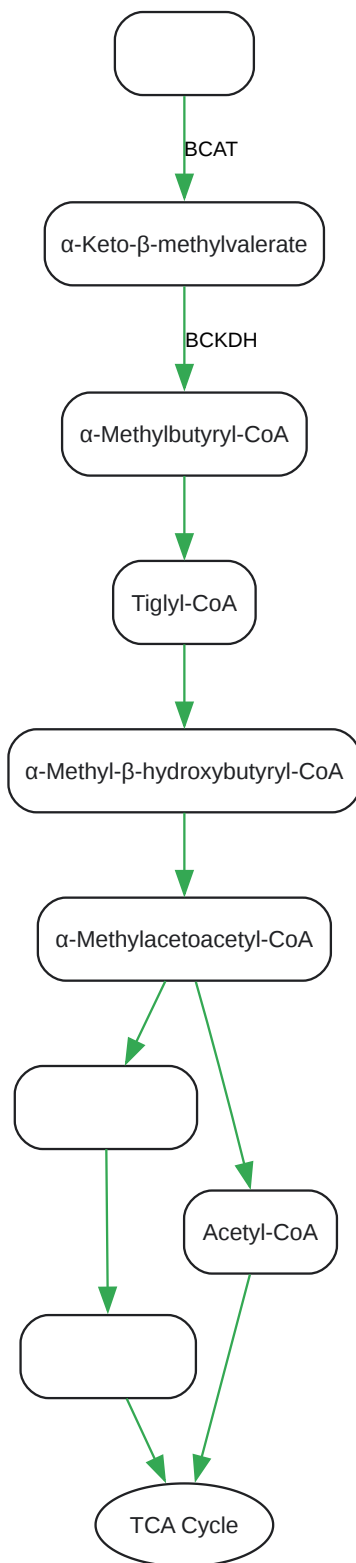 BCAT
α-Keto-β-methylvalerate
BCKDH
α-Methylbutyryl-CoA
Tiglyl-CoA
α-Methyl-β-hydroxybutyryl-CoA
α-Methylacetoacetyl-CoA
Acetyl-CoA
TCA Cycle